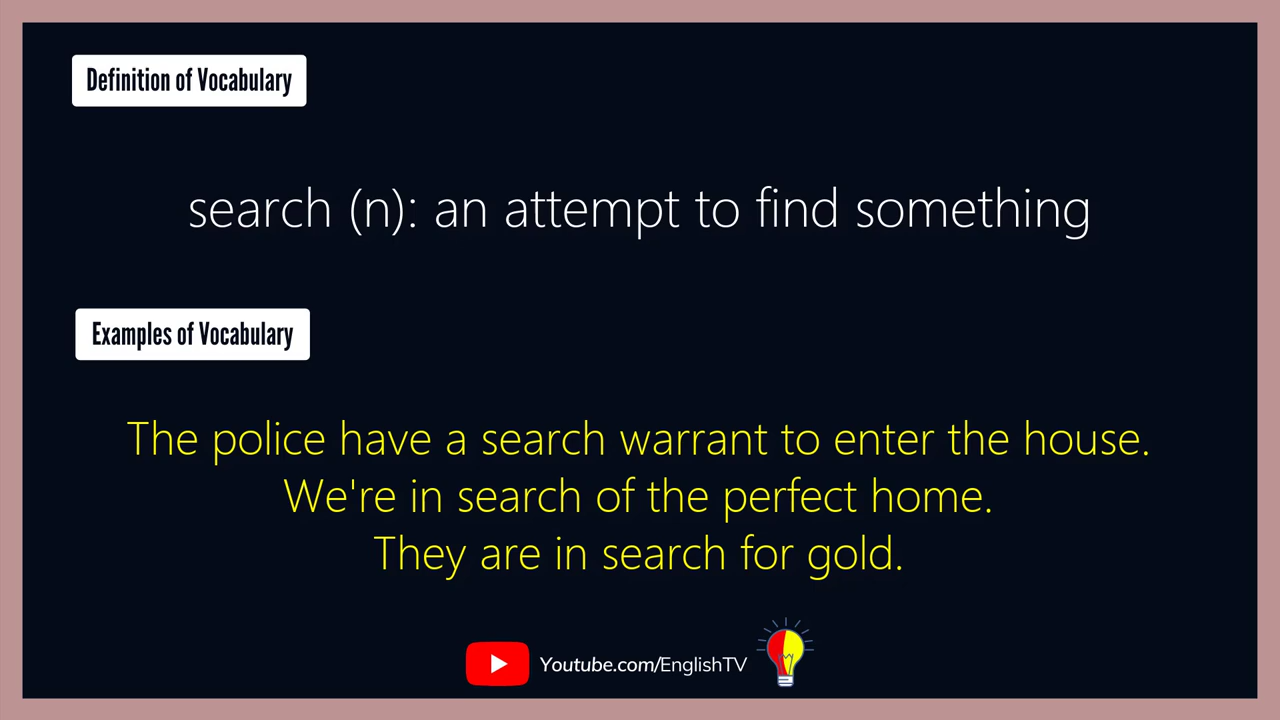 Definition of Vocabulary
search (n): an attempt to find something
Examples of Vocabulary
The police have a search warrant to enter the house.
We're in search of the perfect home.
They are in search for gold.
Youtube.com/EnglishTV